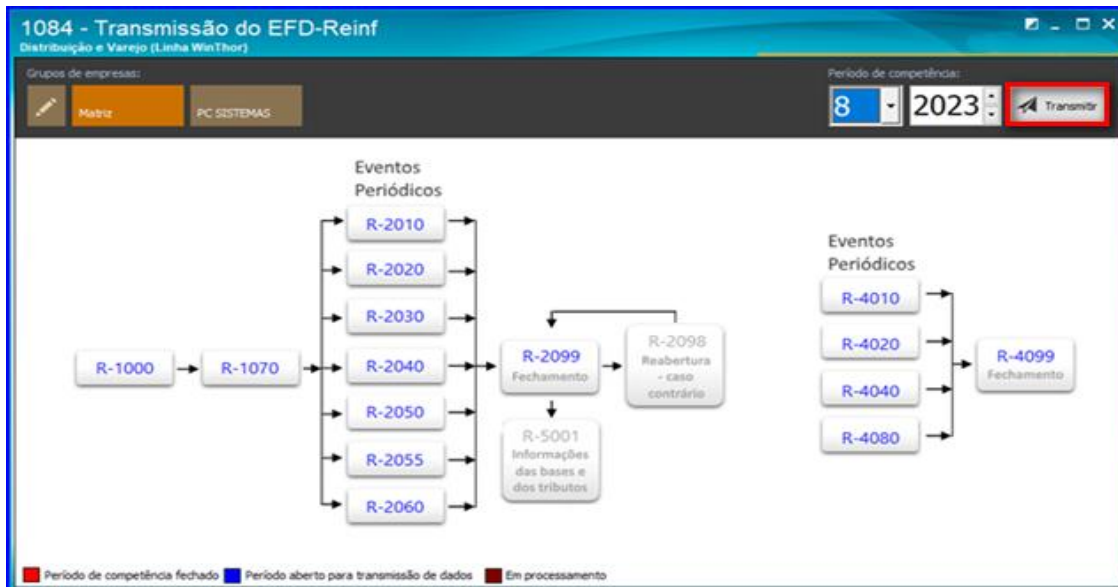 1084 - Transmissão do EFD-Reinf
Distribuição e Varejo (Linha WinThor)
Grupos de empresas:
Matriz
PC SISTEMAS
Período de competência:
8
2023
Transmitir
Eventos
Periódicos
R-2010
R-2020
R-2030
R-1000
R-1070
R-2040
R-2050
R-2055
R-2060
R-2099
Fechamento
R-2098
Reabertura
- caso
contrário
R-5001
Informações
das bases e
dos tributos
Eventos
Periódicos
R-4010
R-4020
R-4040
R-4080
R-4099
Fechamento
Período de competência fechado
Período aberto para transmissão de dados
Em processamento